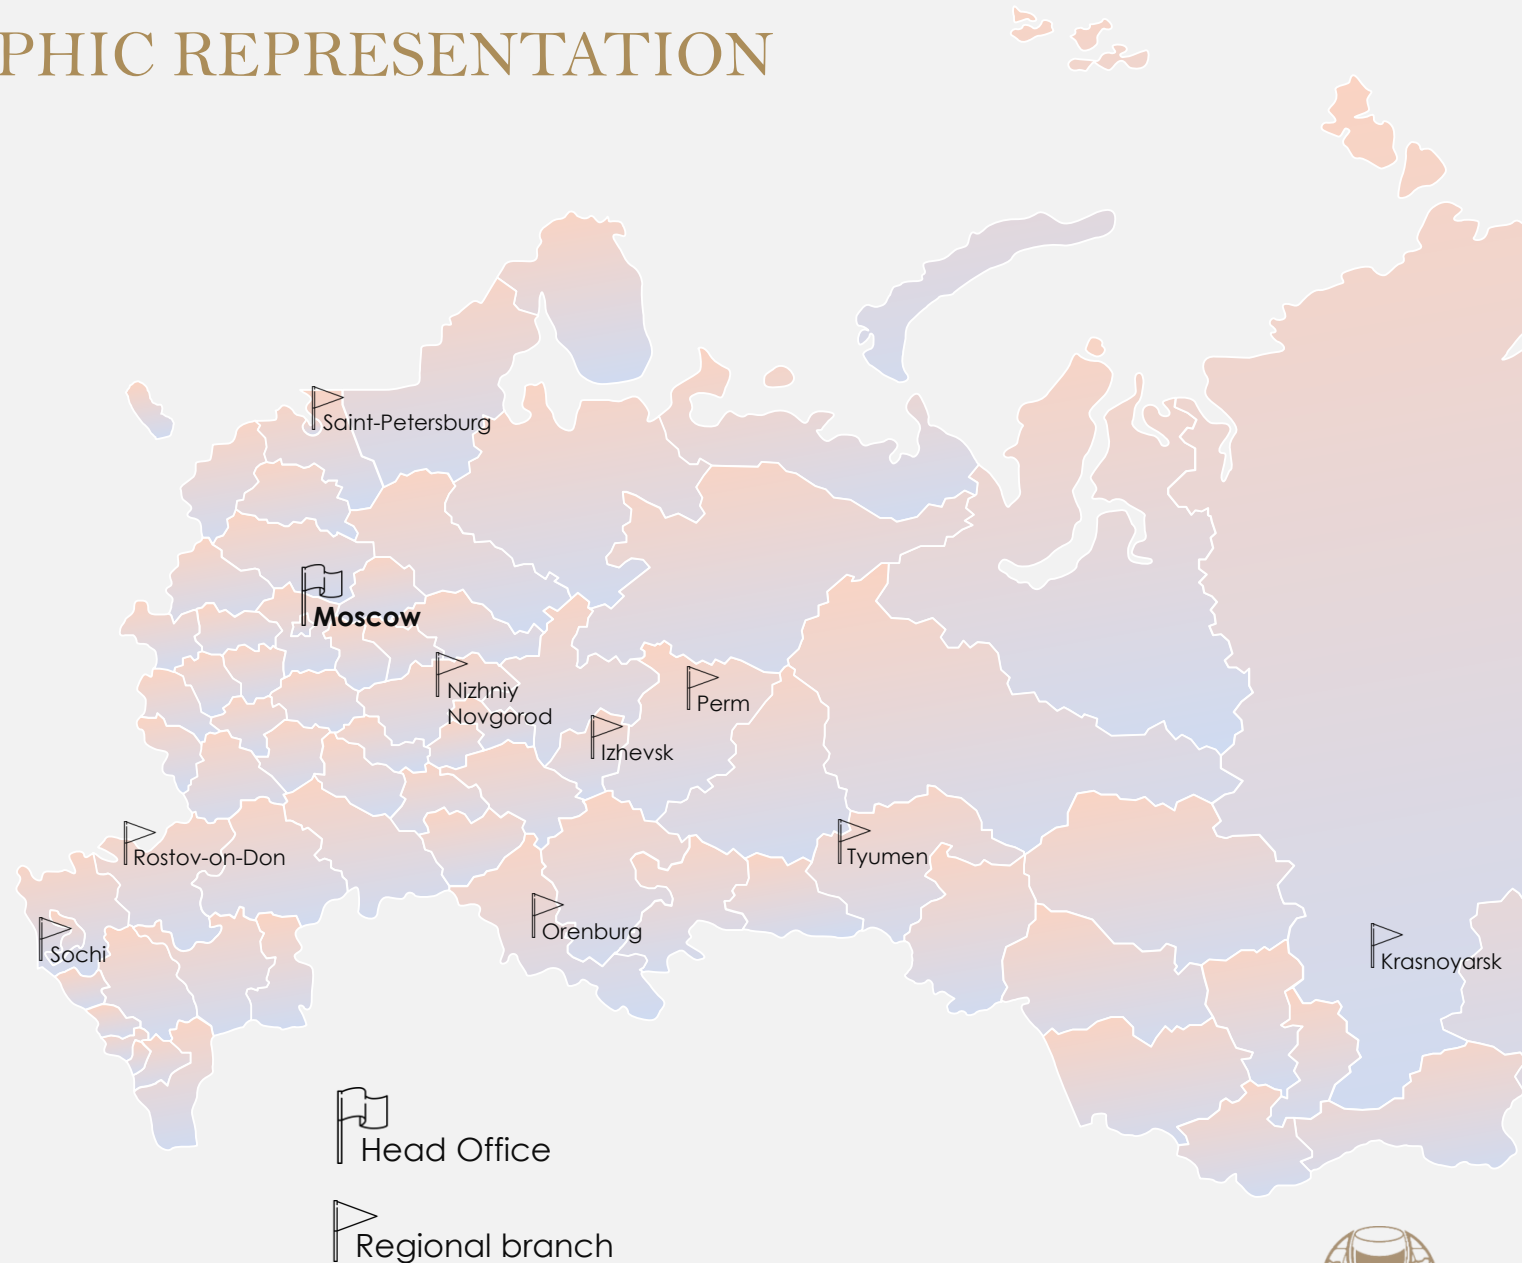 PHIC REPRESENTATION
Saint-Petersburg
Moscow
Nizhniy
Novgorod
Perm
Izhevsk
Rostov-on-Don
Tyumen
Orenburg
Sochi
Krasnoyarsk
Head Office
Regional branch